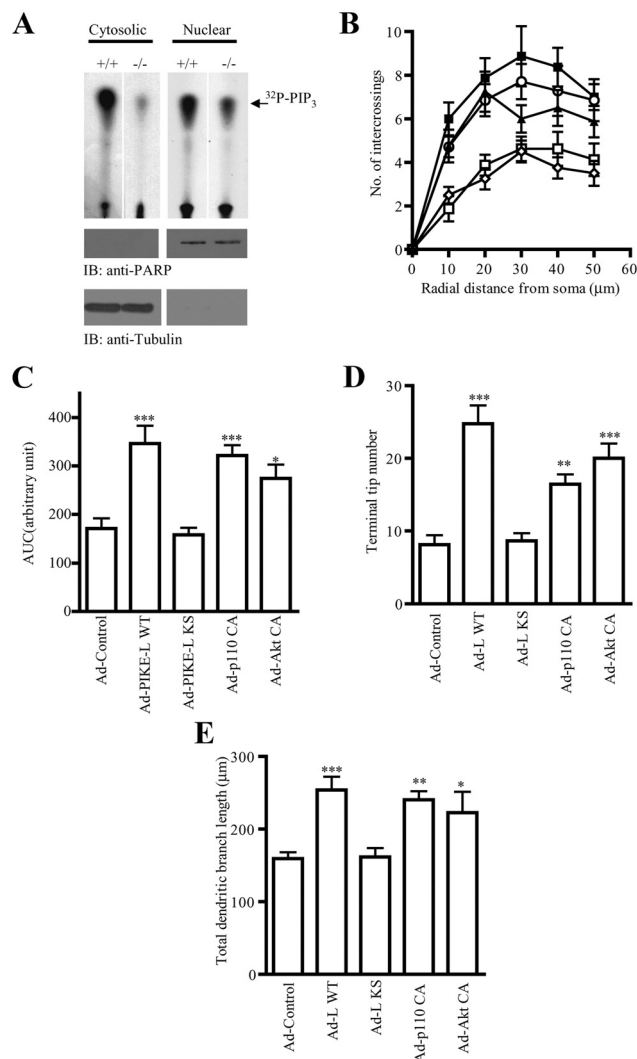 A
Cytosolic Nuclear
+/+ -/- +/+ -/-
32P-PIP3
IB: anti-PARP
IB: anti-Tubulin
B
No. of intercrossings
10
8
6
4
2
0
0 10 20 30 40 50 60
Radial distance from soma (μm)
C
AUC(arbitrary unit)
400
300
200
100
0
***
***
*
Ad-Control
Ad-PIKE-L WT
Ad-PIKE-L KS
Ad-p110 CA
Ad-Akt CA
D
Terminal tip number
30
20
10
0
***
**
***
Ad-Control
Ad-L WT
Ad-L KS
Ad-p110 CA
Ad-Akt CA
E
Total dendritic branch length (μm)
300
200
100
0
***
**
*
Ad-Control
Ad-L WT
Ad-L KS
Ad-p110 CA
Ad-Akt CA